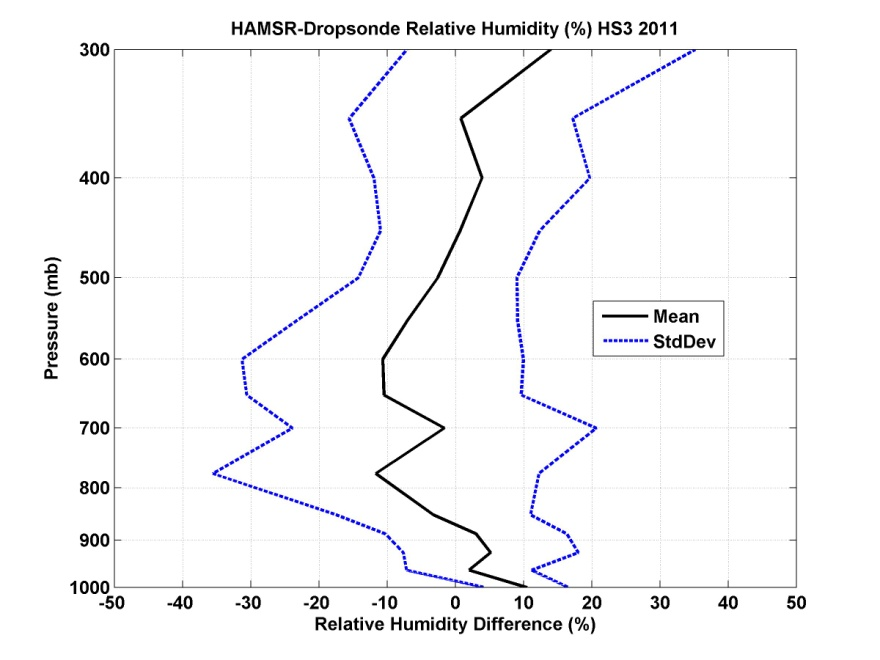 HAMSR-Dropsonde Relative Humidity (%) HS3 2011
300
400
500
600
700
800
900
1000
Pressure (mb)
Mean
StdDev
-50 -40 -30 -20 -10 0 10 20 30 40 50
Relative Humidity Difference (%)